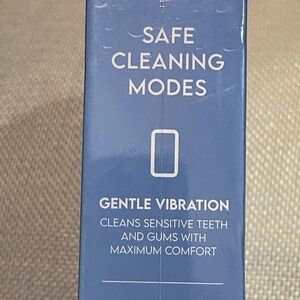 SAFE
CLEANING
MODES
GENTLE VIBRATION
CLEANS SENSITIVE TEETH
AND GUMS WITH
MAXIMUM COMFORT